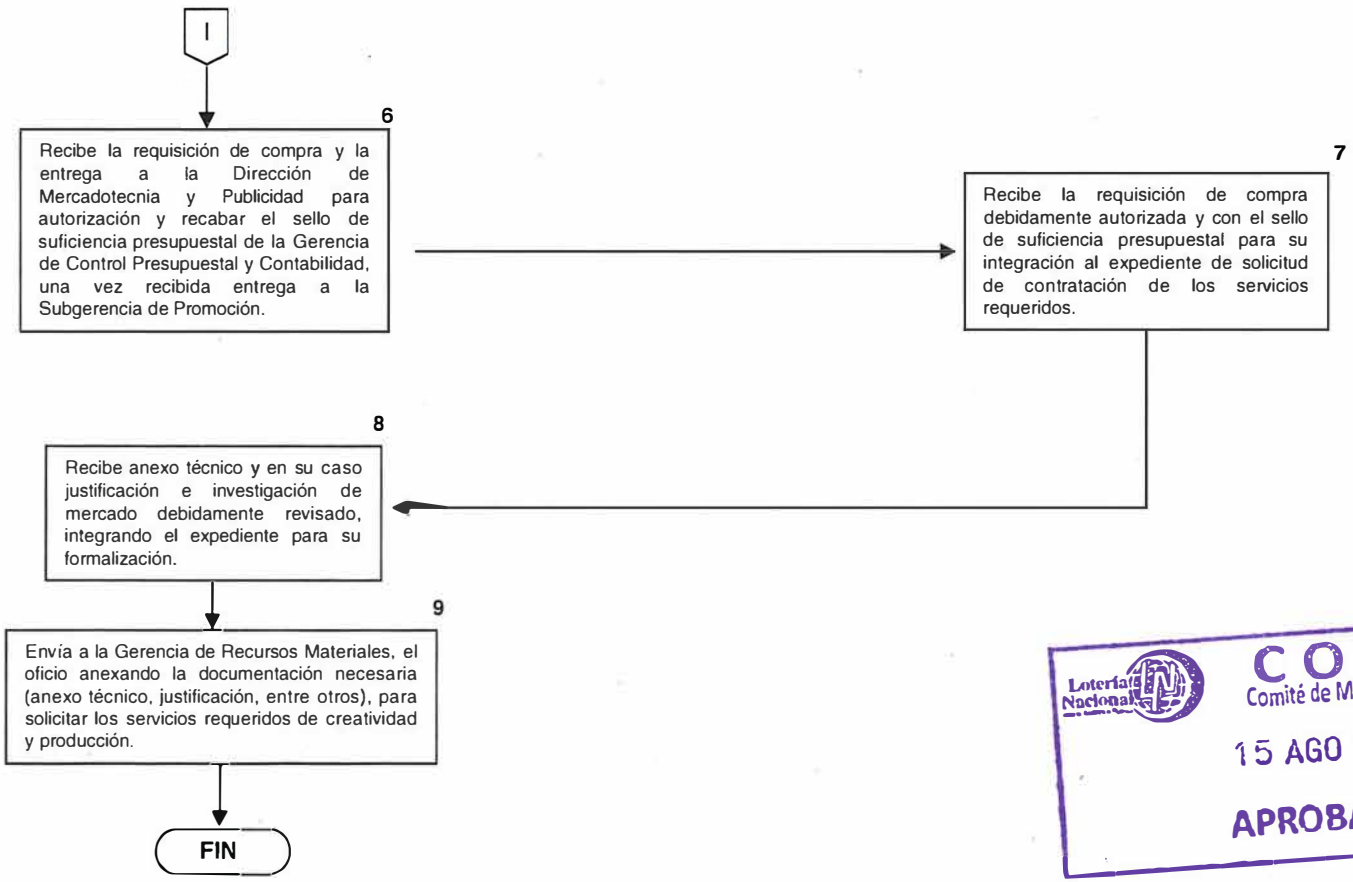 I
6
Recibe la requisición de compra y la
entrega a la Dirección de
Mercadotecnia y Publicidad para
autorización y recabar el sello de
suficiencia presupuestal de la Gerencia
de Control Presupuestal y Contabilidad,
una vez recibida entrega a la
Subgerencia de Promoción.
7
Recibe la requisición de compra
debidamente autorizada y con el sello
de suficiencia presupuestal para su
integración al expediente de solicitud
de contratación de los servicios
requeridos.
8
Recibe anexo técnico y en su caso
justificación e investigación de
mercado debidamente revisado,
integrando el expediente para su
formalización.
9
Envía a la Gerencia de Recursos Materiales, el
oficio anexando la documentación necesaria
(anexo técnico, justificación, entre otros), para
solicitar los servicios requeridos de creatividad
y producción.
FIN
Lotería
Nacional
CO
Comité de M
15 AGO
APROBA